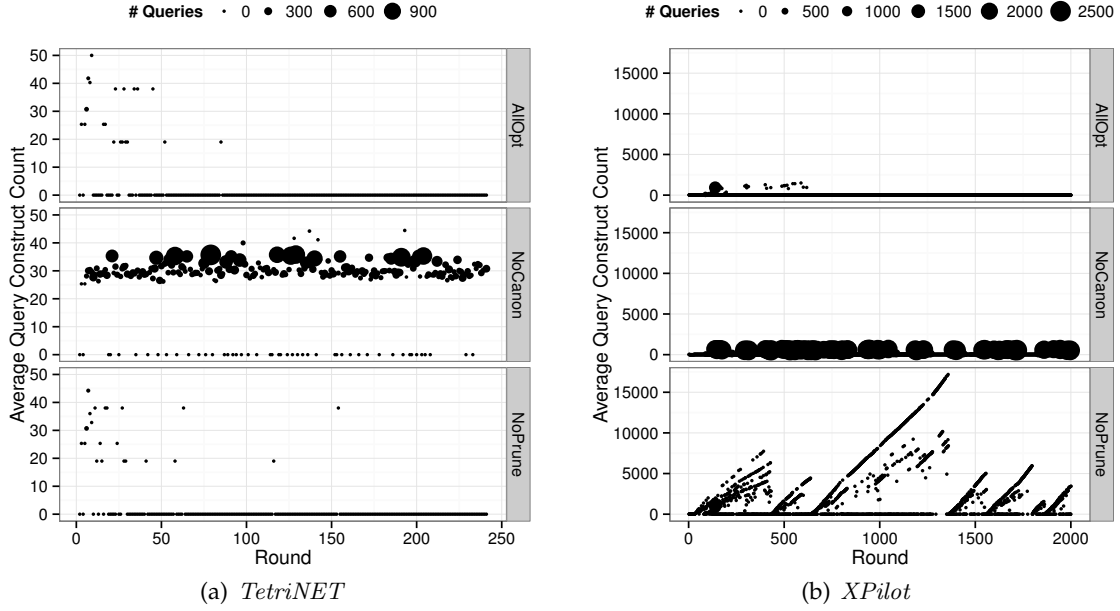 # Queries 0 300 600 900
Average Query Construct Count
50
40
30
20
10
0
AllOpt
50
40
30
20
10
0
NoCanon
50
40
30
20
10
0
NoPrune
0 50 100 150 200 250
Round
(a) TetriNET
# Queries 0 500 1000 1500 2000 2500
Average Query Construct Count
15000
10000
5000
0
AllOpt
15000
10000
5000
0
NoCanon
15000
10000
5000
0
NoPrune
0 500 1000 1500 2000
Round
(b) XPilot